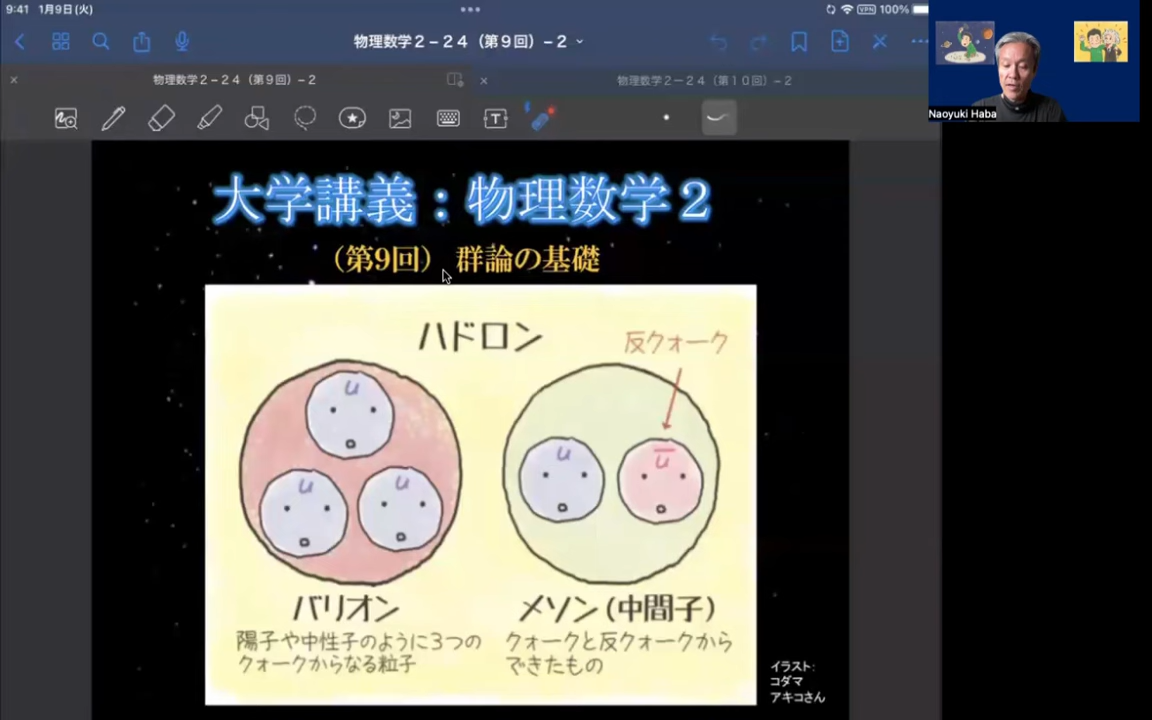 9:41 1月9日(火)
VPN 100%
物理数学２−２４（第９回）−２
物理数学２−２４（第９回）−２
物理数学２ー２４（第１０回）−２
T
Naoyuki Haba
大学講義：物理数学２
（第9回） 群論の基礎
ハドロン
反クォーク
u
u
u
u
u̅
バリオン
陽子や中性子のように３つの
クォークからなる粒子
メソン(中間子)
クォークと反クォークから
できたもの
イラスト:
コダマ
アキコさん